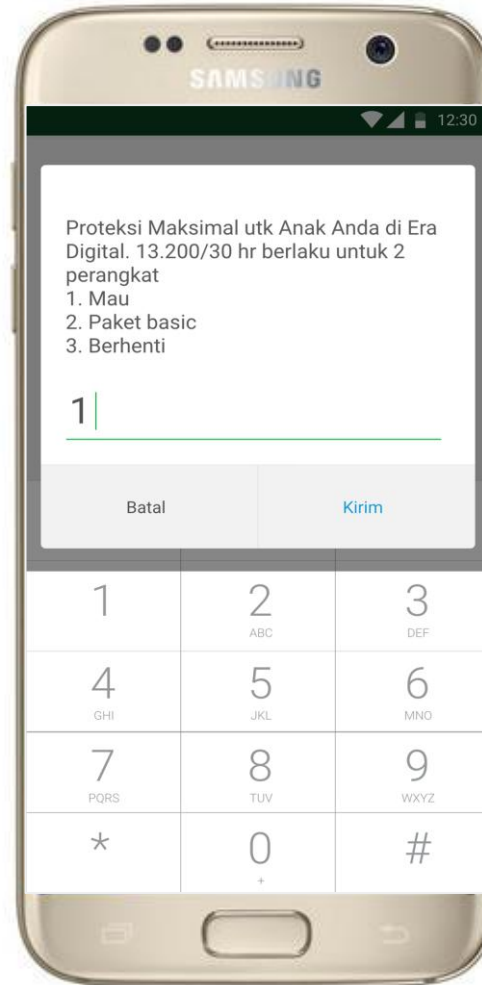 SAMSUNG
12:30
Proteksi Maksimal utk Anak Anda di Era
Digital. 13.200/30 hr berlaku untuk 2
perangkat
1. Mau
2. Paket basic
3. Berhenti
1
Batal Kirim
1 2 3
ABC DEF
4 5 6
GHI JKL MNO
7 8 9
PQRS TUV WXYZ
* 0 #
+